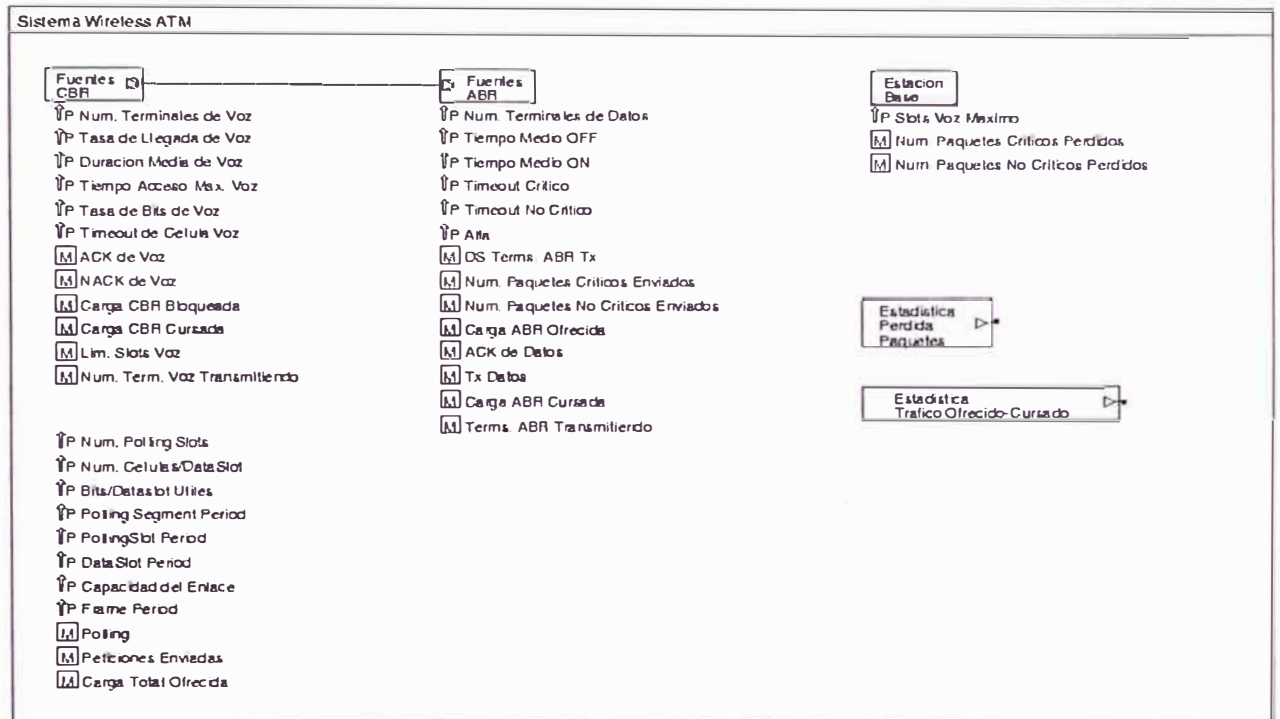 Sistema Wireless ATM
Fuentes
CBR
P Num. Terminales de Voz
P Tasa de Llegada de Voz
P Duracion Media de Voz
P Tiempo Acceso Max. Voz
P Tasa de Bits de Voz
P Timeout de Celula Voz
M ACK de Voz
M NACK de Voz
M Carga CBR Bloqueada
M Carga CBR Cursada
M Lim. Slots Voz
M Num. Term. Voz Transmitiendo
P Num. Polling Slots
P Num. Celulas/DataSlot
P Bits/Dataslot Utiles
P Polling Segment Period
P PollingSlot Period
P DataSlot Period
P Capacidad del Enlace
P Frame Period
M Polling
M Peticiones Enviadas
M Carga Total Ofrecida
Fuentes
ABR
P Num. Terminales de Datos
P Tiempo Medio OFF
P Tiempo Medio ON
P Timeout Critico
P Timeout No Critico
P Alfa
M DS Terms. ABR Tx
M Num. Paquetes Criticos Enviados
M Num. Paquetes No Criticos Enviados
M Carga ABR Ofrecida
M ACK de Datos
M Tx Datos
M Carga ABR Cursada
M Terms. ABR Transmitiendo
Estacion
Base
P Slots Voz Maximo
M Num. Paquetes Criticos Perdidos
M Num. Paquetes No Criticos Perdidos
Estadistica
Perdida
Paquetes
Estadistica
Trafico Ofrecido-Cursado